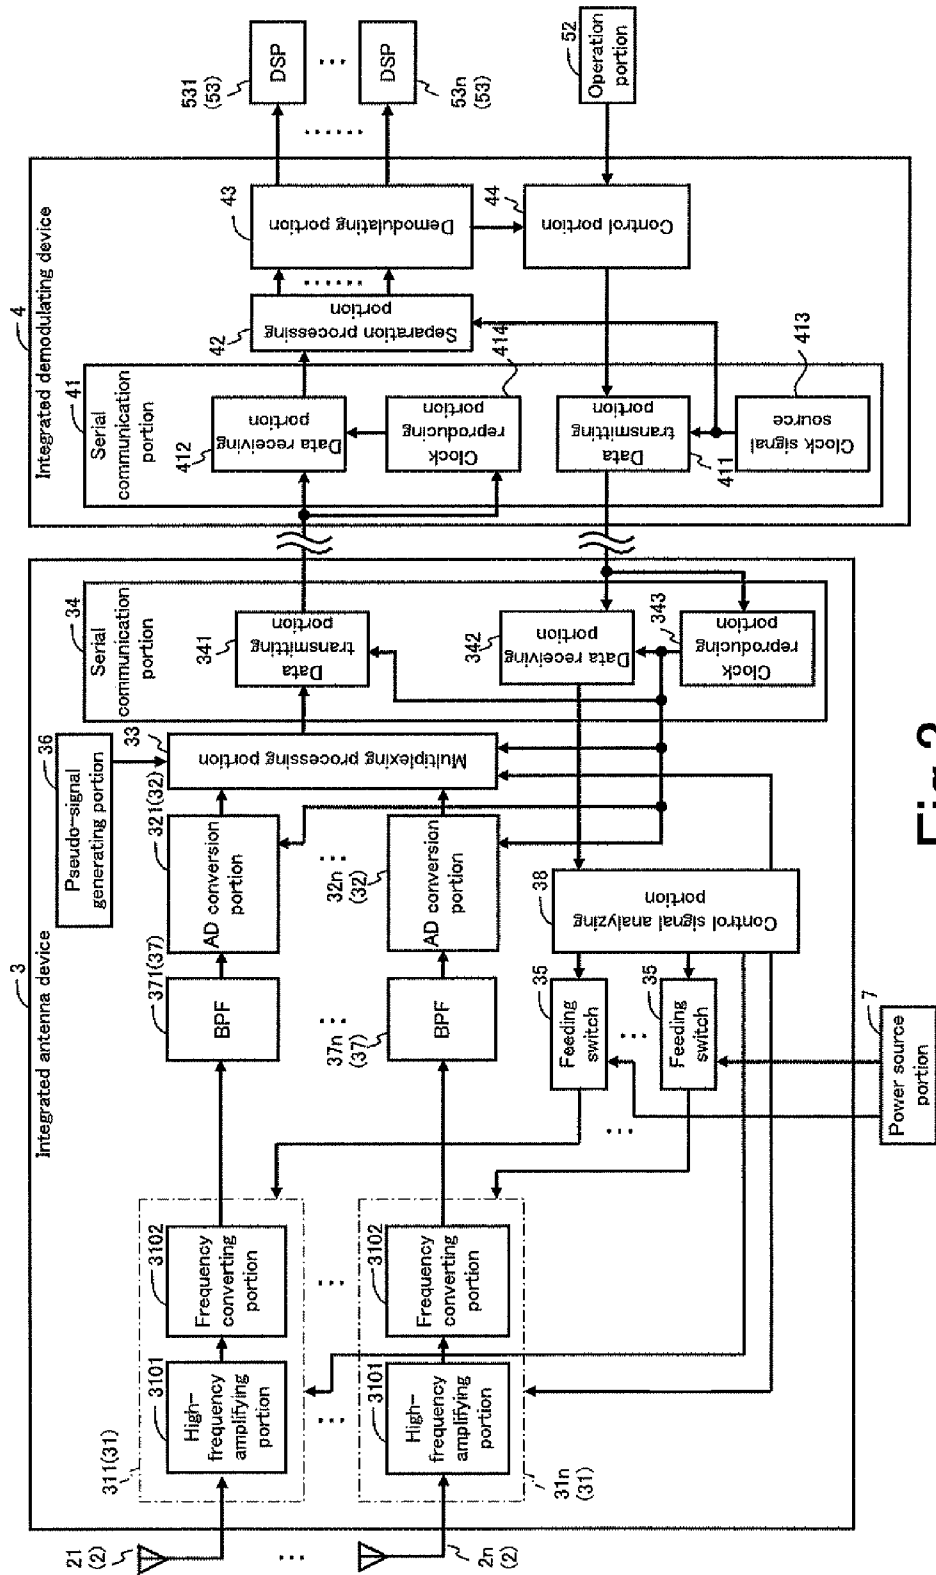 3
Integrated antenna device
21
(2)
2n
(2)
311(31)
3101
High-
frequency
amplifying
portion
3102
Frequency
converting
portion
31n
(31)
3101
High-
frequency
amplifying
portion
3102
Frequency
converting
portion
371(37)
BPF
37n
(37)
BPF
321(32)
AD conversion
portion
32n
(32)
AD conversion
portion
36
Pseudo-signal
generating portion
33
Multiplexing processing portion
35
Feeding
switch
35
Feeding
switch
38
Control signal analyzing
portion
7
Power source
portion
34
Serial
communication
portion
341
Data
transmitting
portion
342
Data receiving
portion
343
Clock
reproducing
portion
4
Integrated demodulating device
41
Serial
communication
portion
412
Data receiving
portion
414
Clock
reproducing
portion
411
Data
transmitting
portion
413
Clock signal
source
42
Separation processing
portion
43
Demodulating
portion
44
Control portion
531
(53)
DSP
53n
(53)
DSP
52
Operation
portion